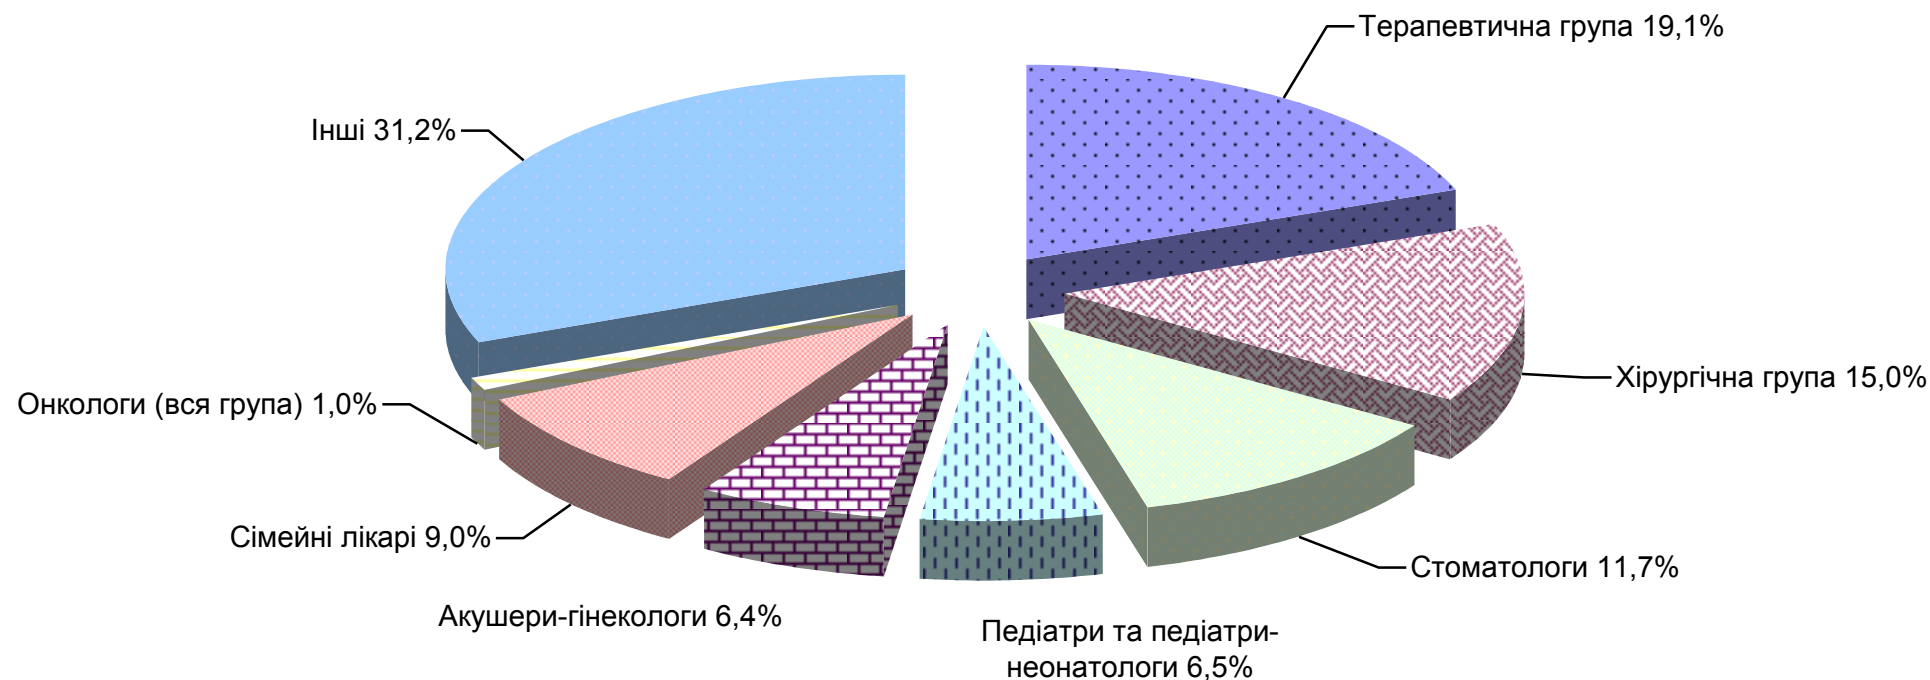 Терапевтична група 19,1%
Інші 31,2%
Хірургічна група 15,0%
Онкологи (вся група) 1,0%
Сімейні лікарі 9,0%
Стоматологи 11,7%
Акушери-гінекологи 6,4%
Педіатри та педіатри-
неонатологи 6,5%